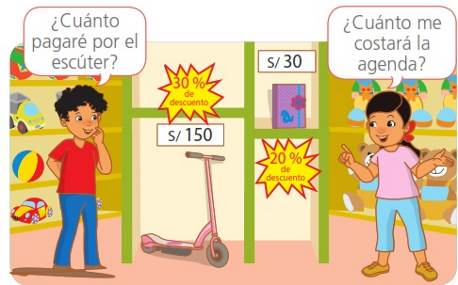 ¿Cuánto
pagaré por el
escúter?
¿Cuánto me
costará la
agenda?
30 %
de
descuento
S/ 150
S/ 30
20 %
de
descuento